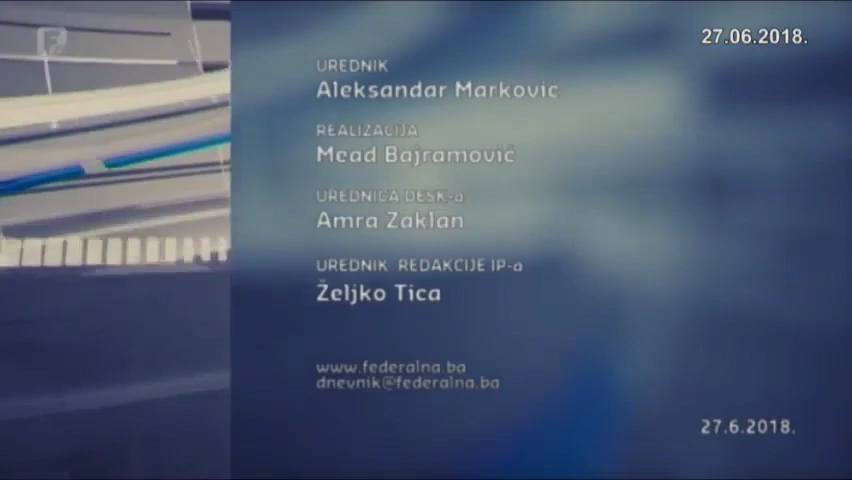 27.06.2018.
UREDNIK
Aleksandar Marković
REALIZACIJA
Mead Bajramović
UREDNICA DESK-a
Amra Zaklan
UREDNIK REDAKCIJE IP-a
Željko Tica
www.federalna.ba
dnevnik@federalna.ba
27.6.2018.